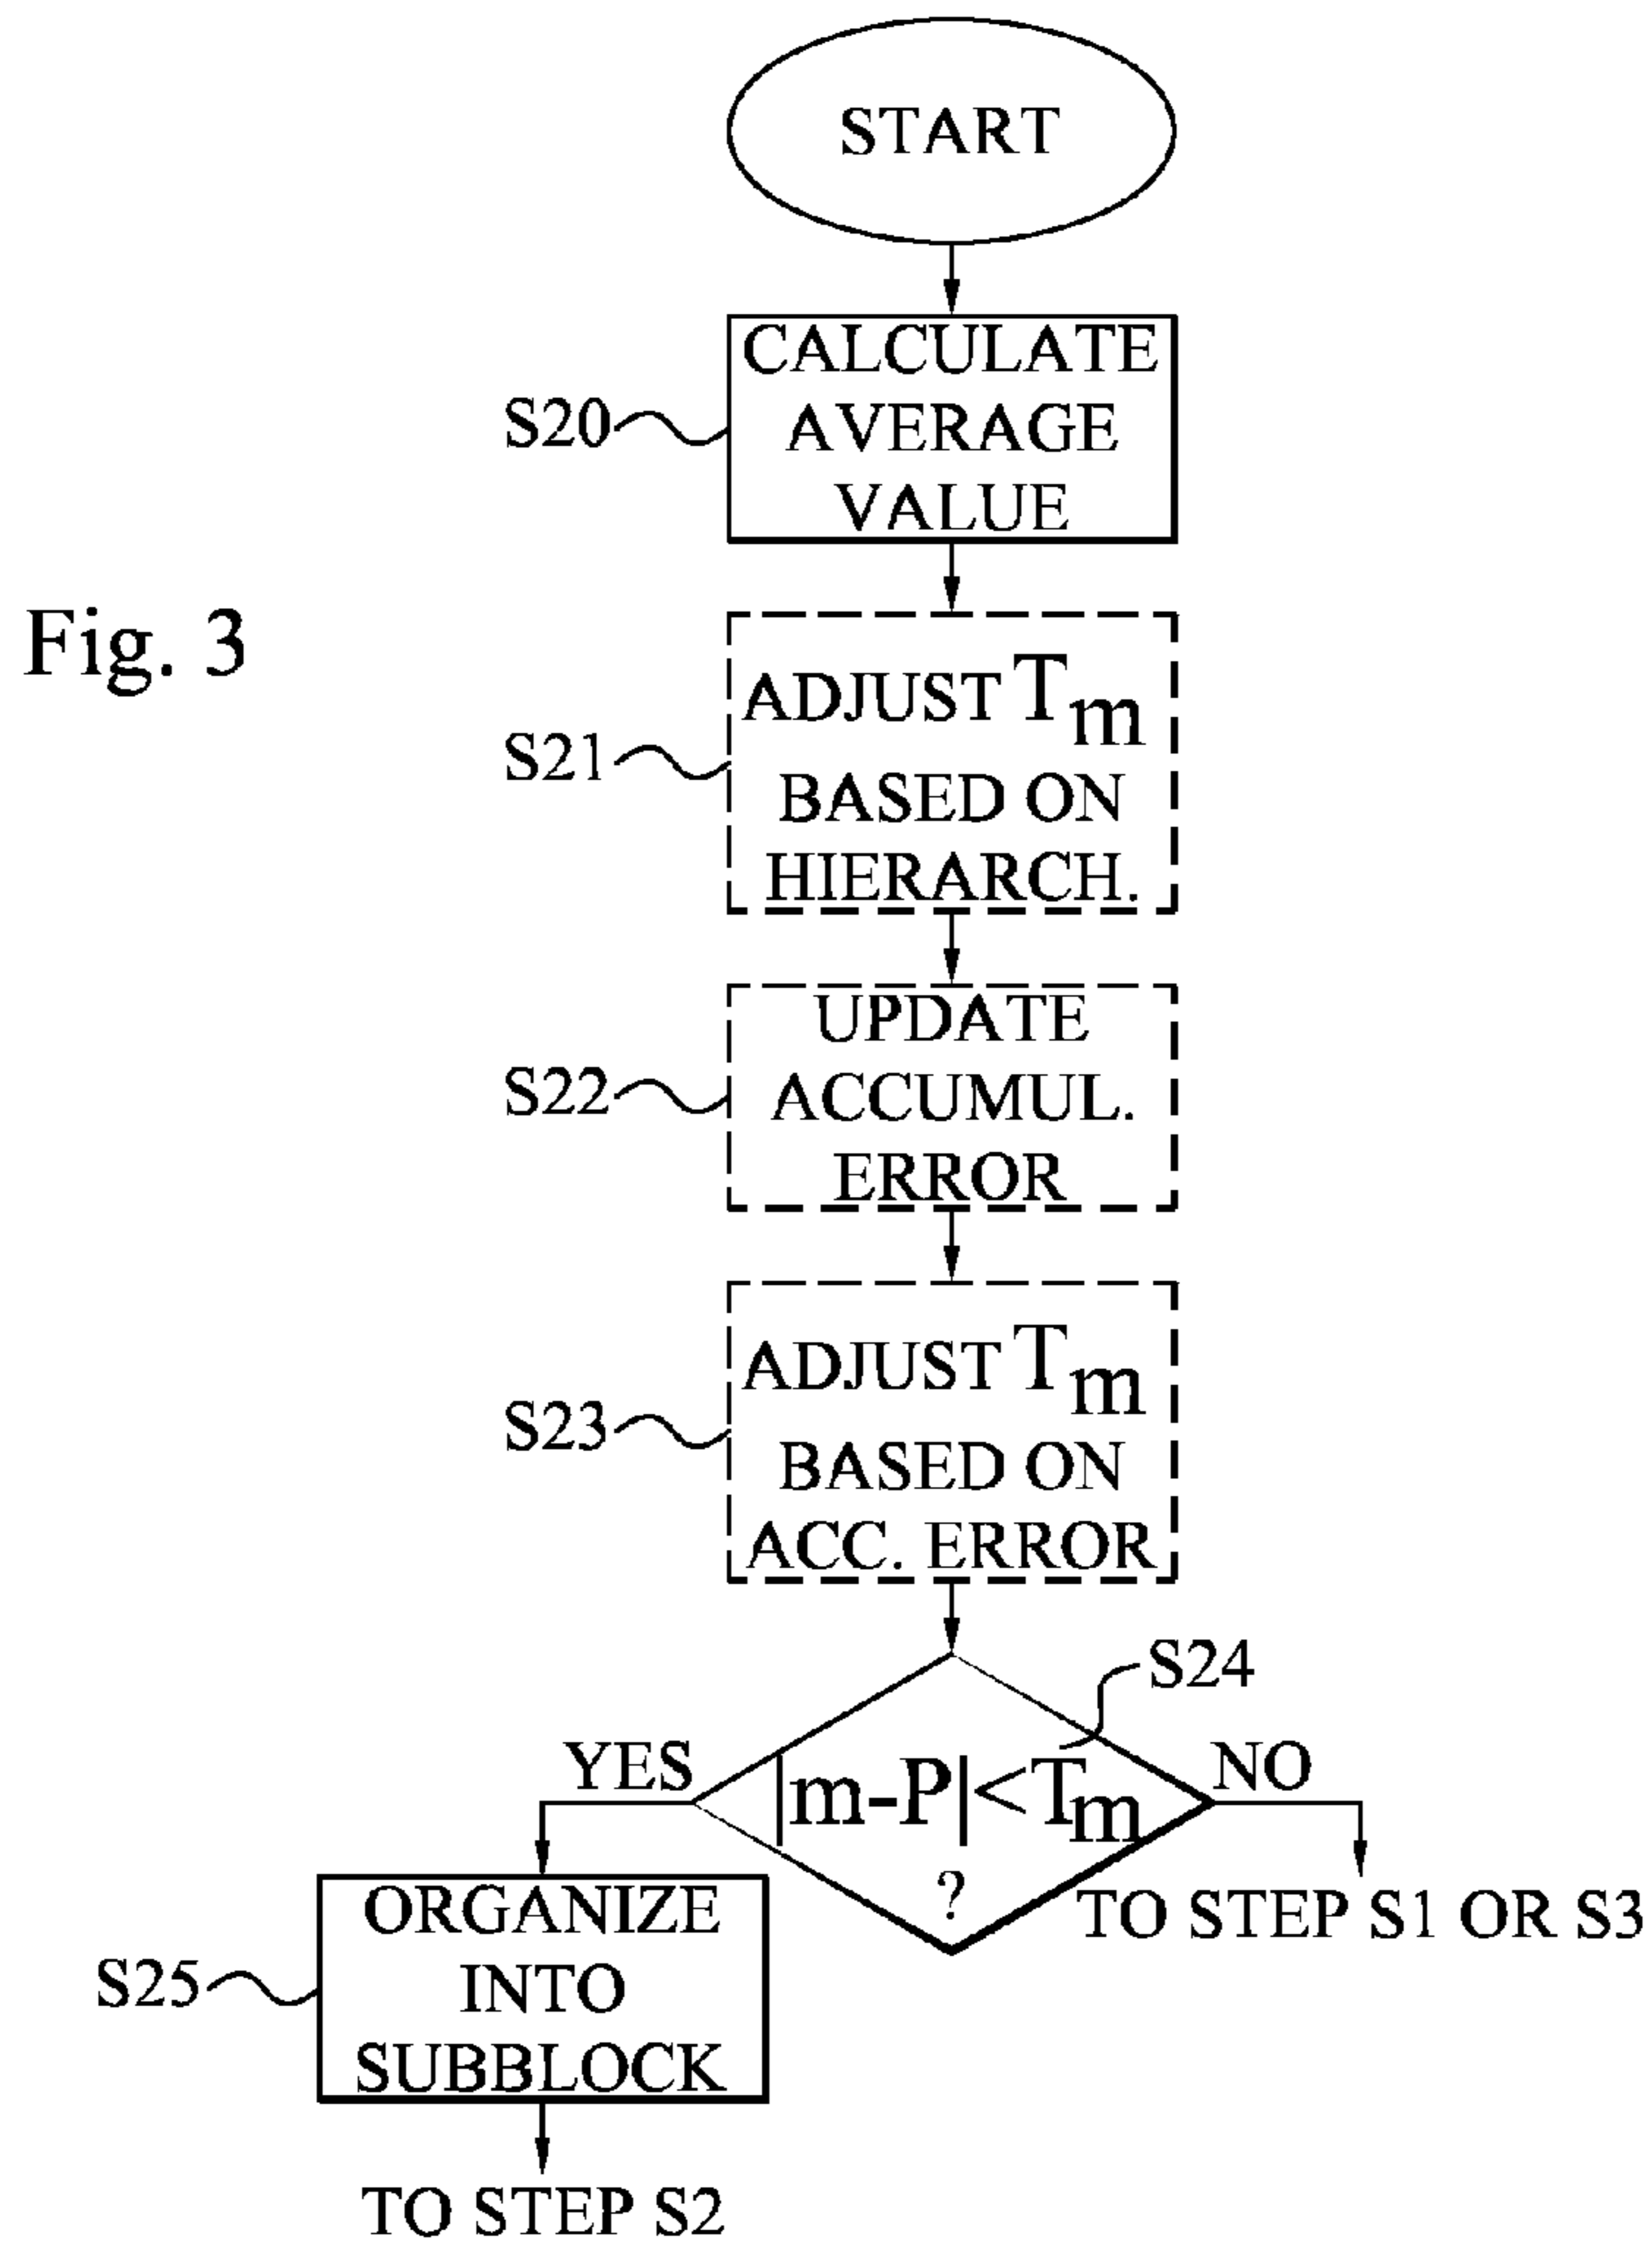 START
CALCULATE
AVERAGE
VALUE
S20
Fig. 3
ADJUST Tm
BASED ON
HIERARCH.
S21
UPDATE
ACCUMUL.
ERROR
S22
ADJUST Tm
BASED ON
ACC. ERROR
S23
S24
YES
|m-P|<Tm
?
NO
TO STEP S1 OR S3
ORGANIZE
INTO
SUBBLOCK
S25
TO STEP S2